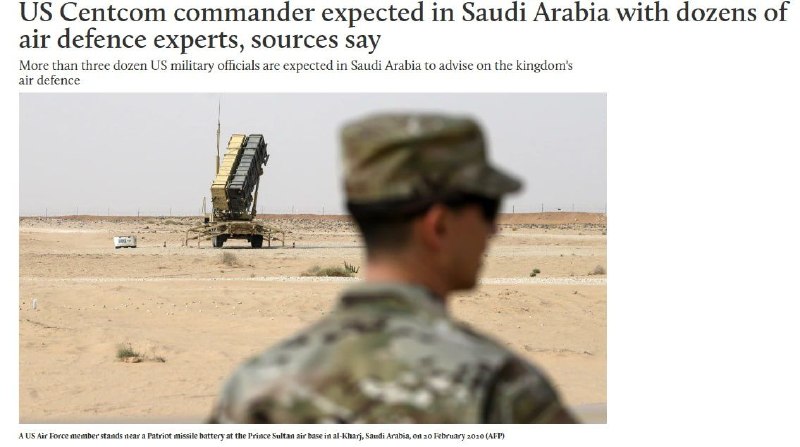 US Centcom commander expected in Saudi Arabia with dozens of
air defence experts, sources say
More than three dozen US military officials are expected in Saudi Arabia to advise on the kingdom's
air defence
A US Air Force member stands near a Patriot missile battery at the Prince Sultan air base in al-Kharj, Saudi Arabia, on 20 February 2020 (AFP)